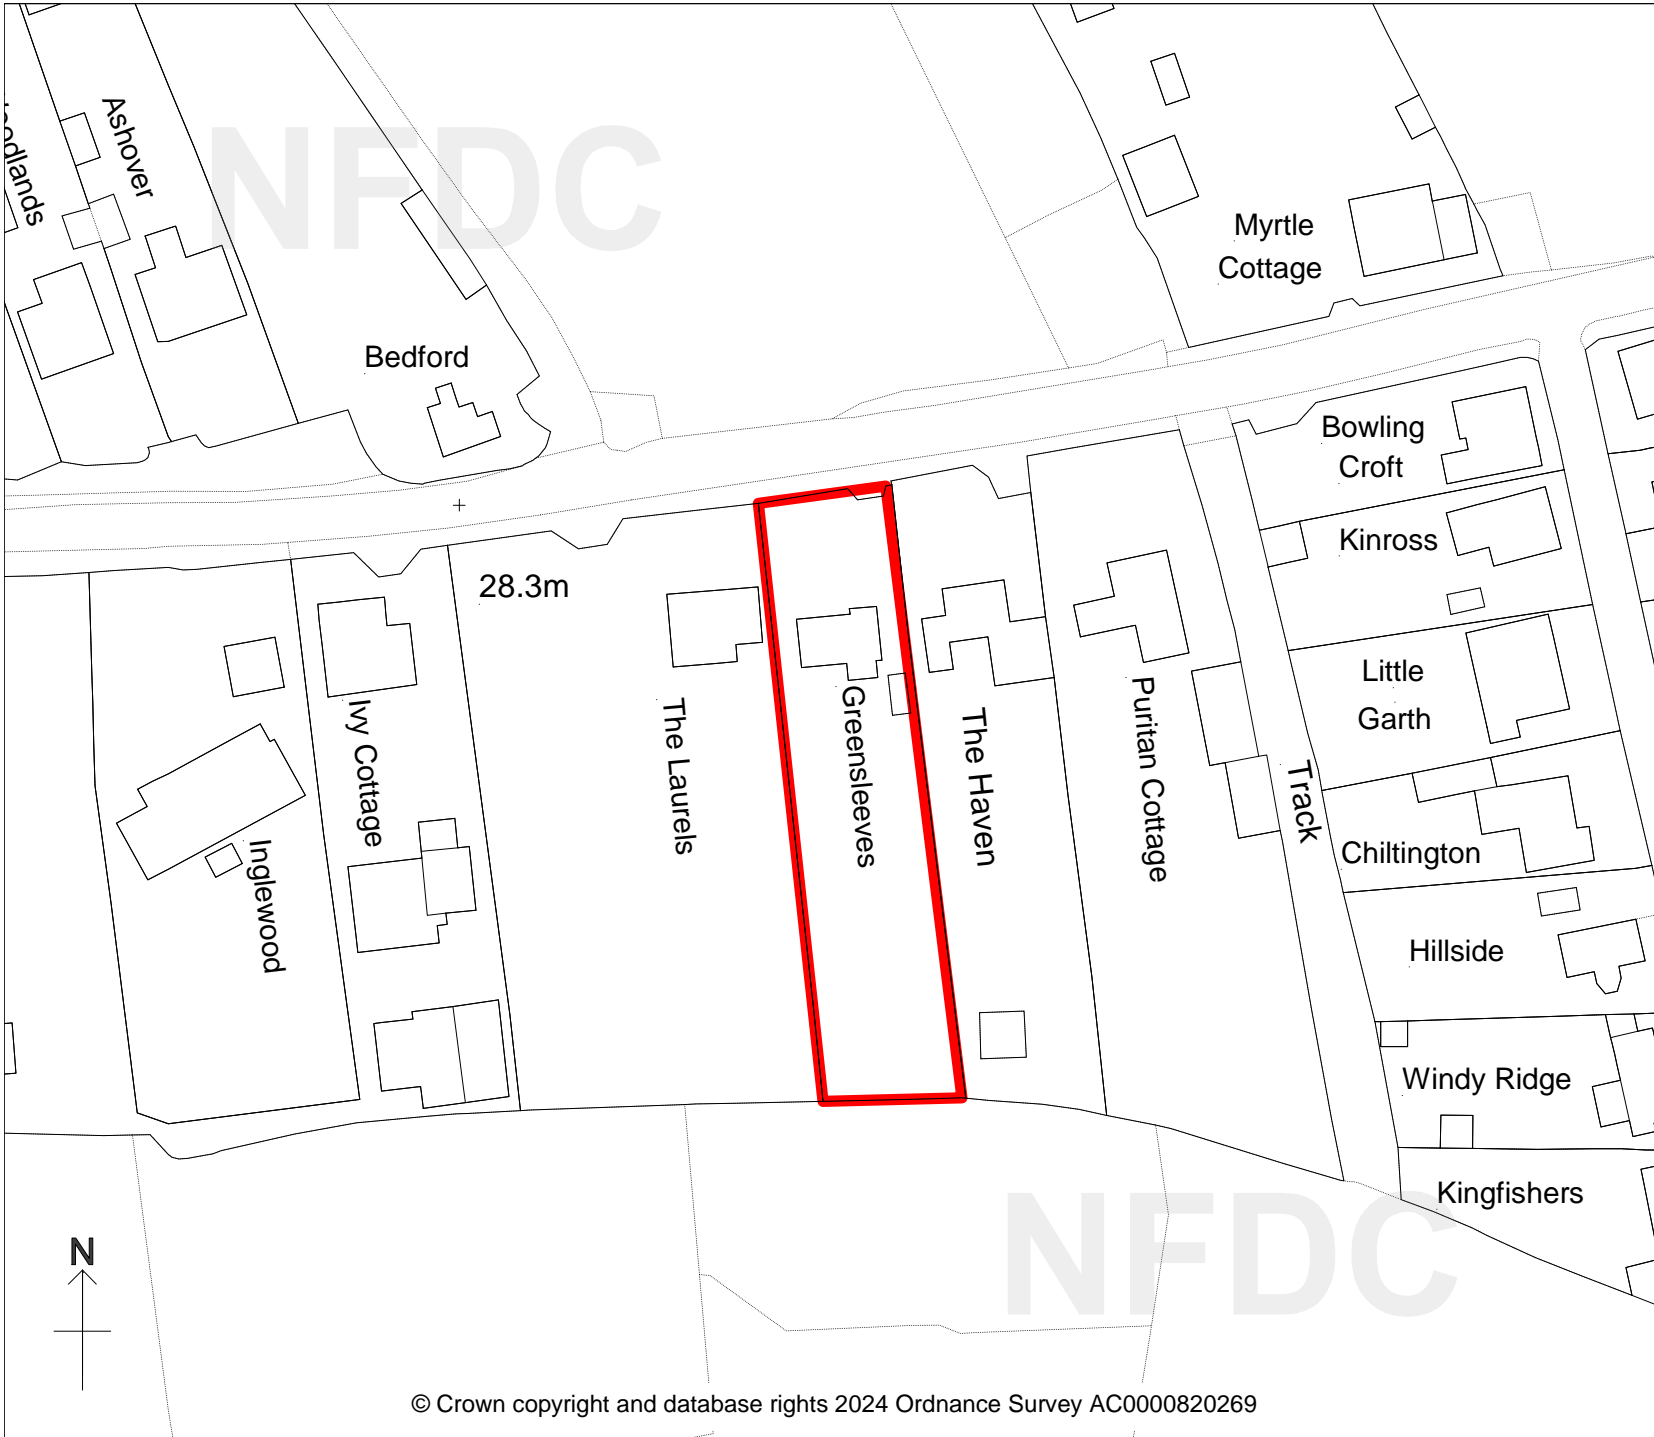 Ashover
NFDC
Myrtle
Cottage
Bedford
Bowling
Croft
Kinross
28.3m
Little
Garth
Ivy Cottage
The Laurels
Greensleeves
The Haven
Puritan Cottage
Track
Inglewood
Chiltington
Hillside
Windy Ridge
Kingfishers
NFDC
N
© Crown copyright and database rights 2024 Ordnance Survey AC0000820269